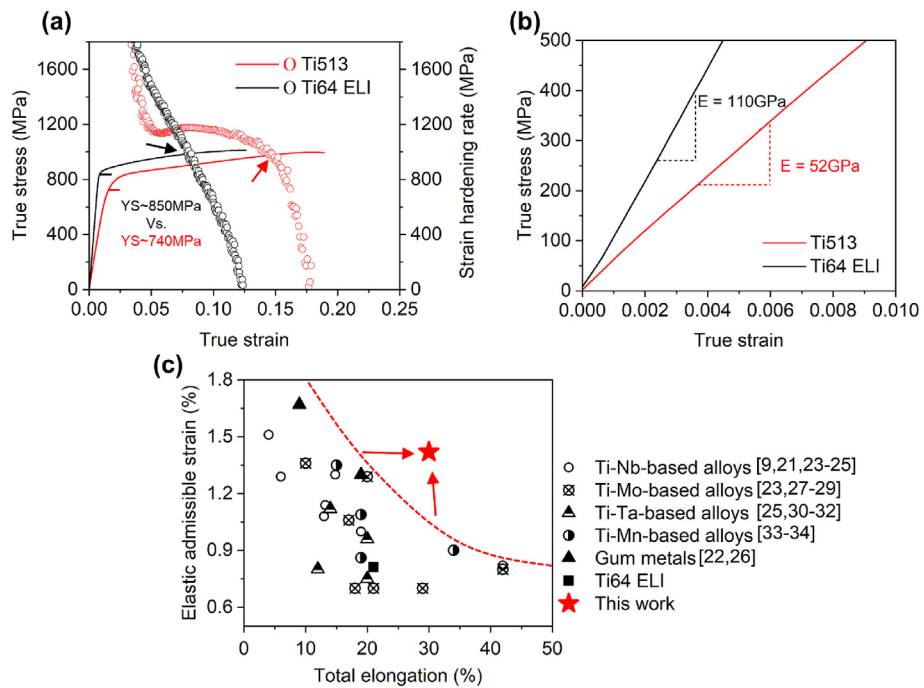 (a)
True stress (MPa)
1600
1200
800
400
0
O Ti513
O Ti64 ELI
YS~850MPa
Vs.
YS~740MPa
1600
1200
800
400
0
Strain hardening rate (MPa)
0.00 0.05 0.10 0.15 0.20 0.25
True strain
(b)
True stress (MPa)
500
400
300
200
100
0
E = 110GPa
E = 52GPa
Ti513
Ti64 ELI
0.000 0.002 0.004 0.006 0.008 0.010
True strain
(c)
Elastic admissible strain (%)
1.8
1.5
1.2
0.9
0.6
0 10 20 30 40 50
Total elongation (%)
Ti-Nb-based alloys [9,21,23-25]
Ti-Mo-based alloys [23,27-29]
Ti-Ta-based alloys [25,30-32]
Ti-Mn-based alloys [33-34]
Gum metals [22,26]
Ti64 ELI
This work